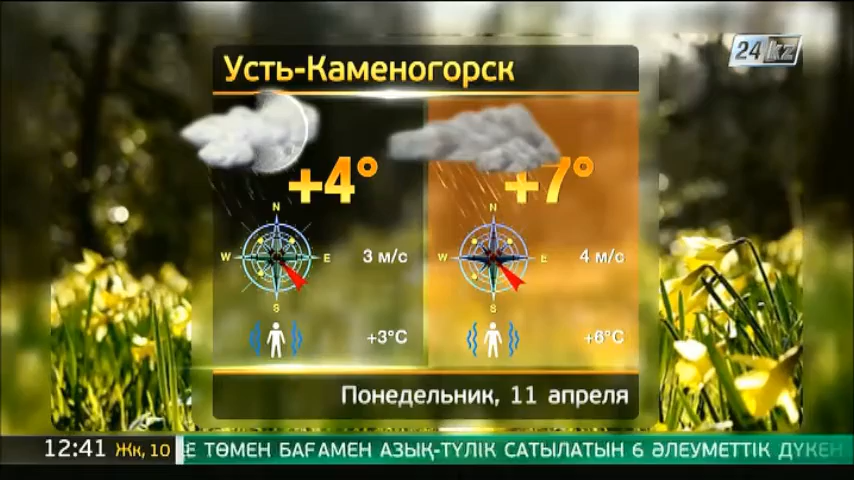 24.kz
Усть-Каменогорск
+4° +7°
N N
W E W E
3 м/с 4 м/с
S S
+3°C +6°C
Понедельник, 11 апреля
12:41 Жк, 10 Е ТӨМЕН БАҒАМЕН АЗЫҚ-ТҮЛІК САТЫЛАТЫН 6 ӘЛЕУМЕТТІК ДҮКЕН